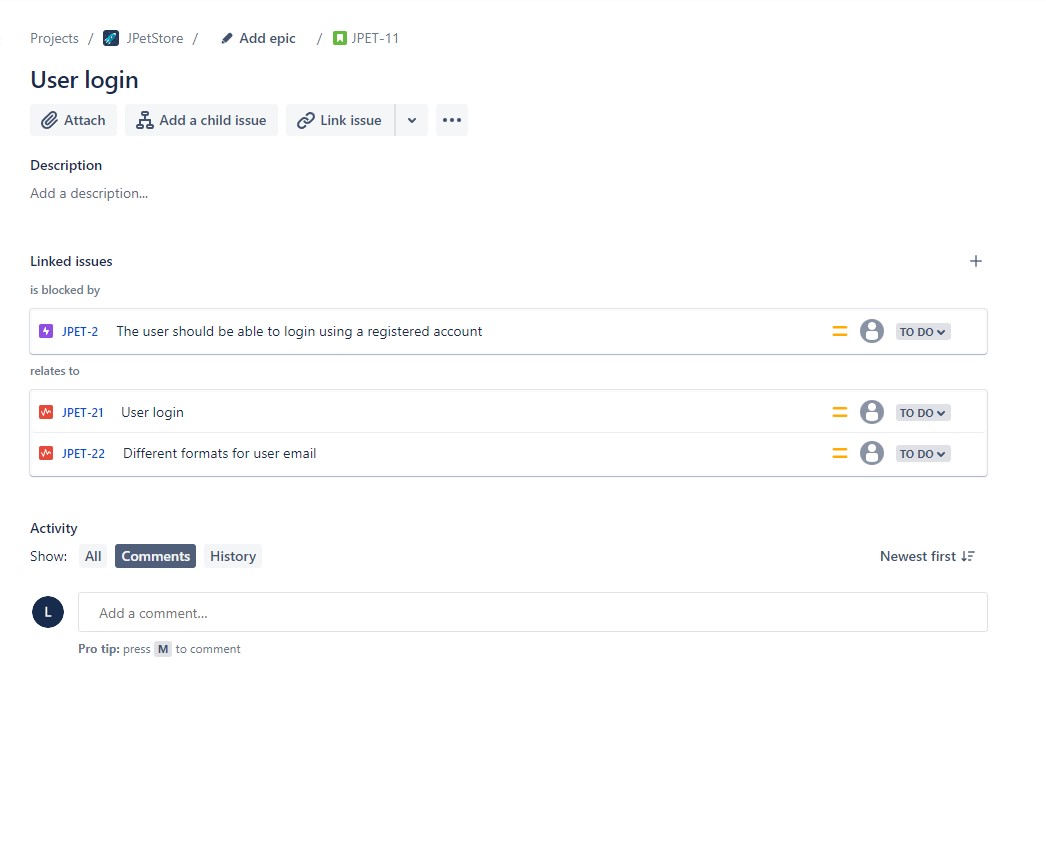 Projects / JPetStore / Add epic / JPET-11
User login
Attach Add a child issue Link issue
Description
Add a description...
Linked issues
is blocked by
JPET-2 The user should be able to login using a registered account TO DO
relates to
JPET-21 User login TO DO
JPET-22 Different formats for user email TO DO
Activity
Show: All Comments History Newest first
L Add a comment...
Pro tip: press M to comment